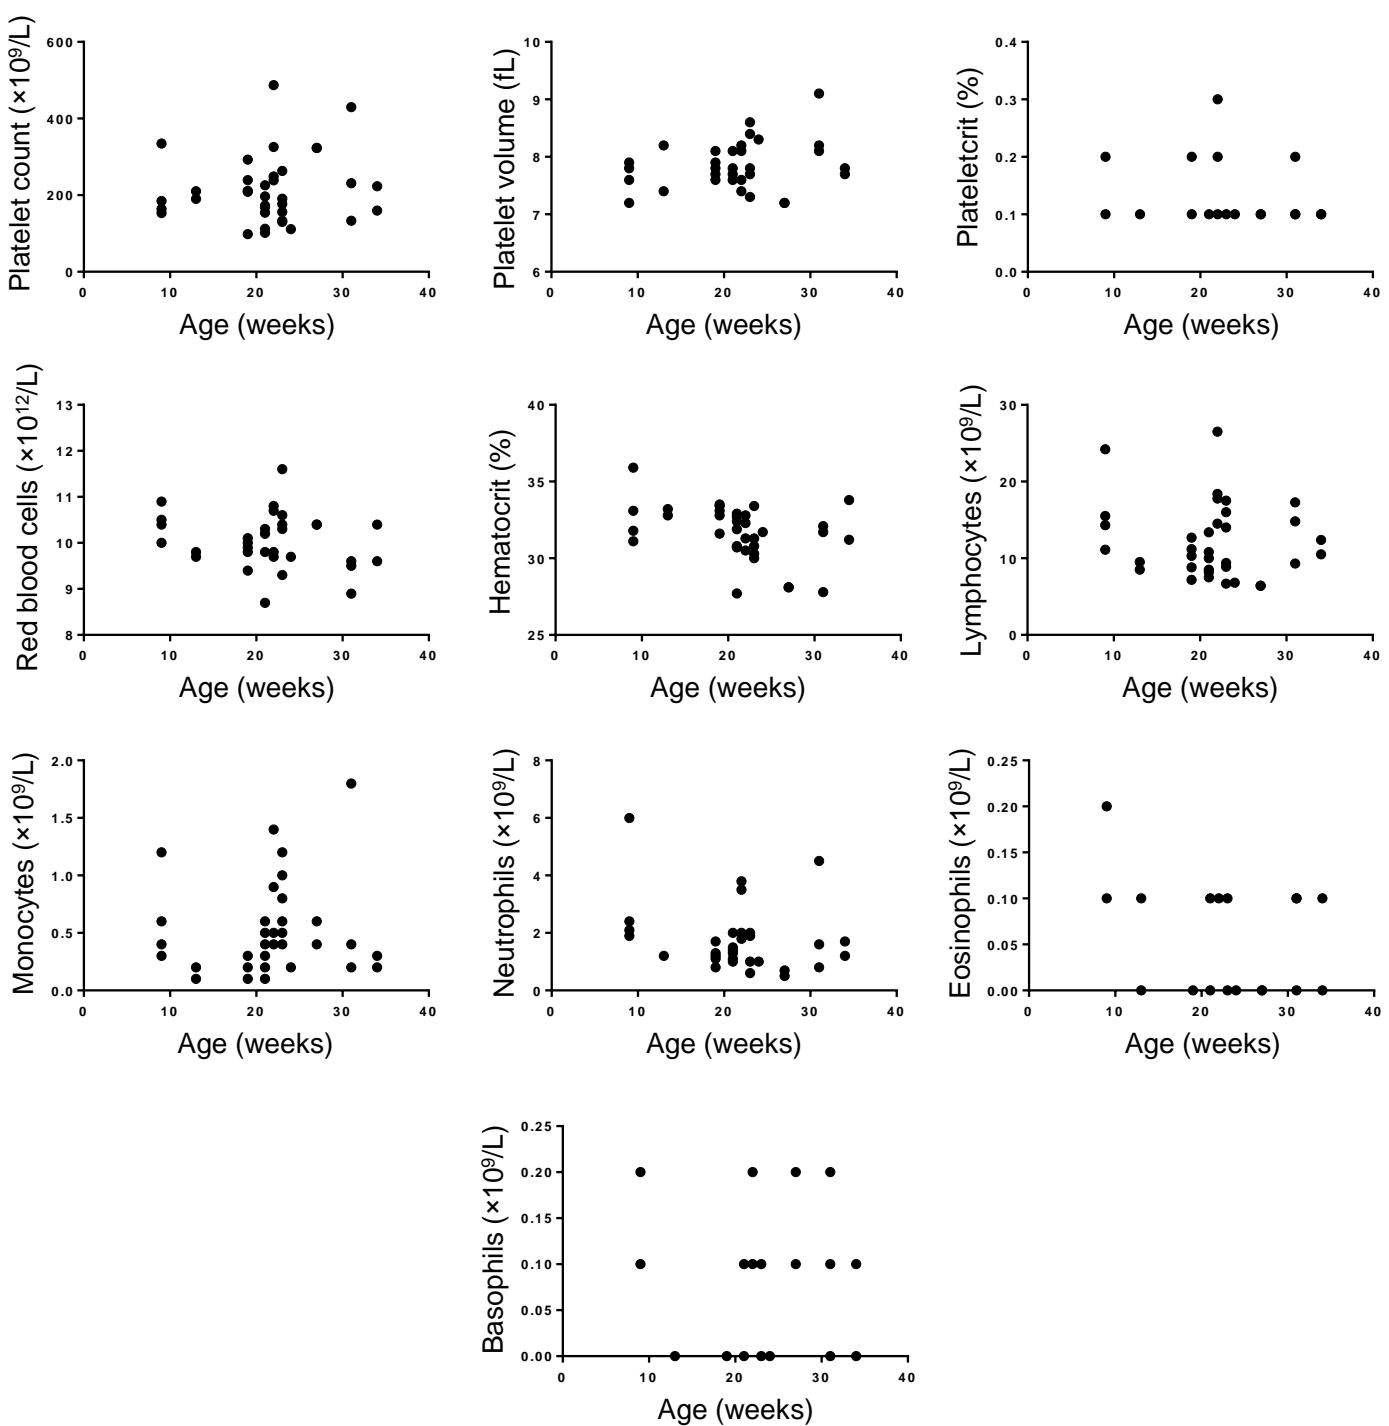 Platelet count (×10⁹/L)
600
400
200
0
0 10 20 30 40
Age (weeks)
Platelet volume (fL)
10
9
8
7
6
0 10 20 30 40
Age (weeks)
Plateletcrit (%)
0.4
0.3
0.2
0.1
0.0
0 10 20 30 40
Age (weeks)
Red blood cells (×10¹²/L)
13
12
11
10
9
8
0 10 20 30 40
Age (weeks)
Hematocrit (%)
40
35
30
25
0 10 20 30 40
Age (weeks)
Lymphocytes (×10⁹/L)
30
20
10
0
0 10 20 30 40
Age (weeks)
Monocytes (×10⁹/L)
2.0
1.5
1.0
0.5
0.0
0 10 20 30 40
Age (weeks)
Neutrophils (×10⁹/L)
8
6
4
2
0
0 10 20 30 40
Age (weeks)
Eosinophils (×10⁹/L)
0.25
0.20
0.15
0.10
0.05
0.00
0 10 20 30 40
Age (weeks)
Basophils (×10⁹/L)
0.25
0.20
0.15
0.10
0.05
0.00
0 10 20 30 40
Age (weeks)